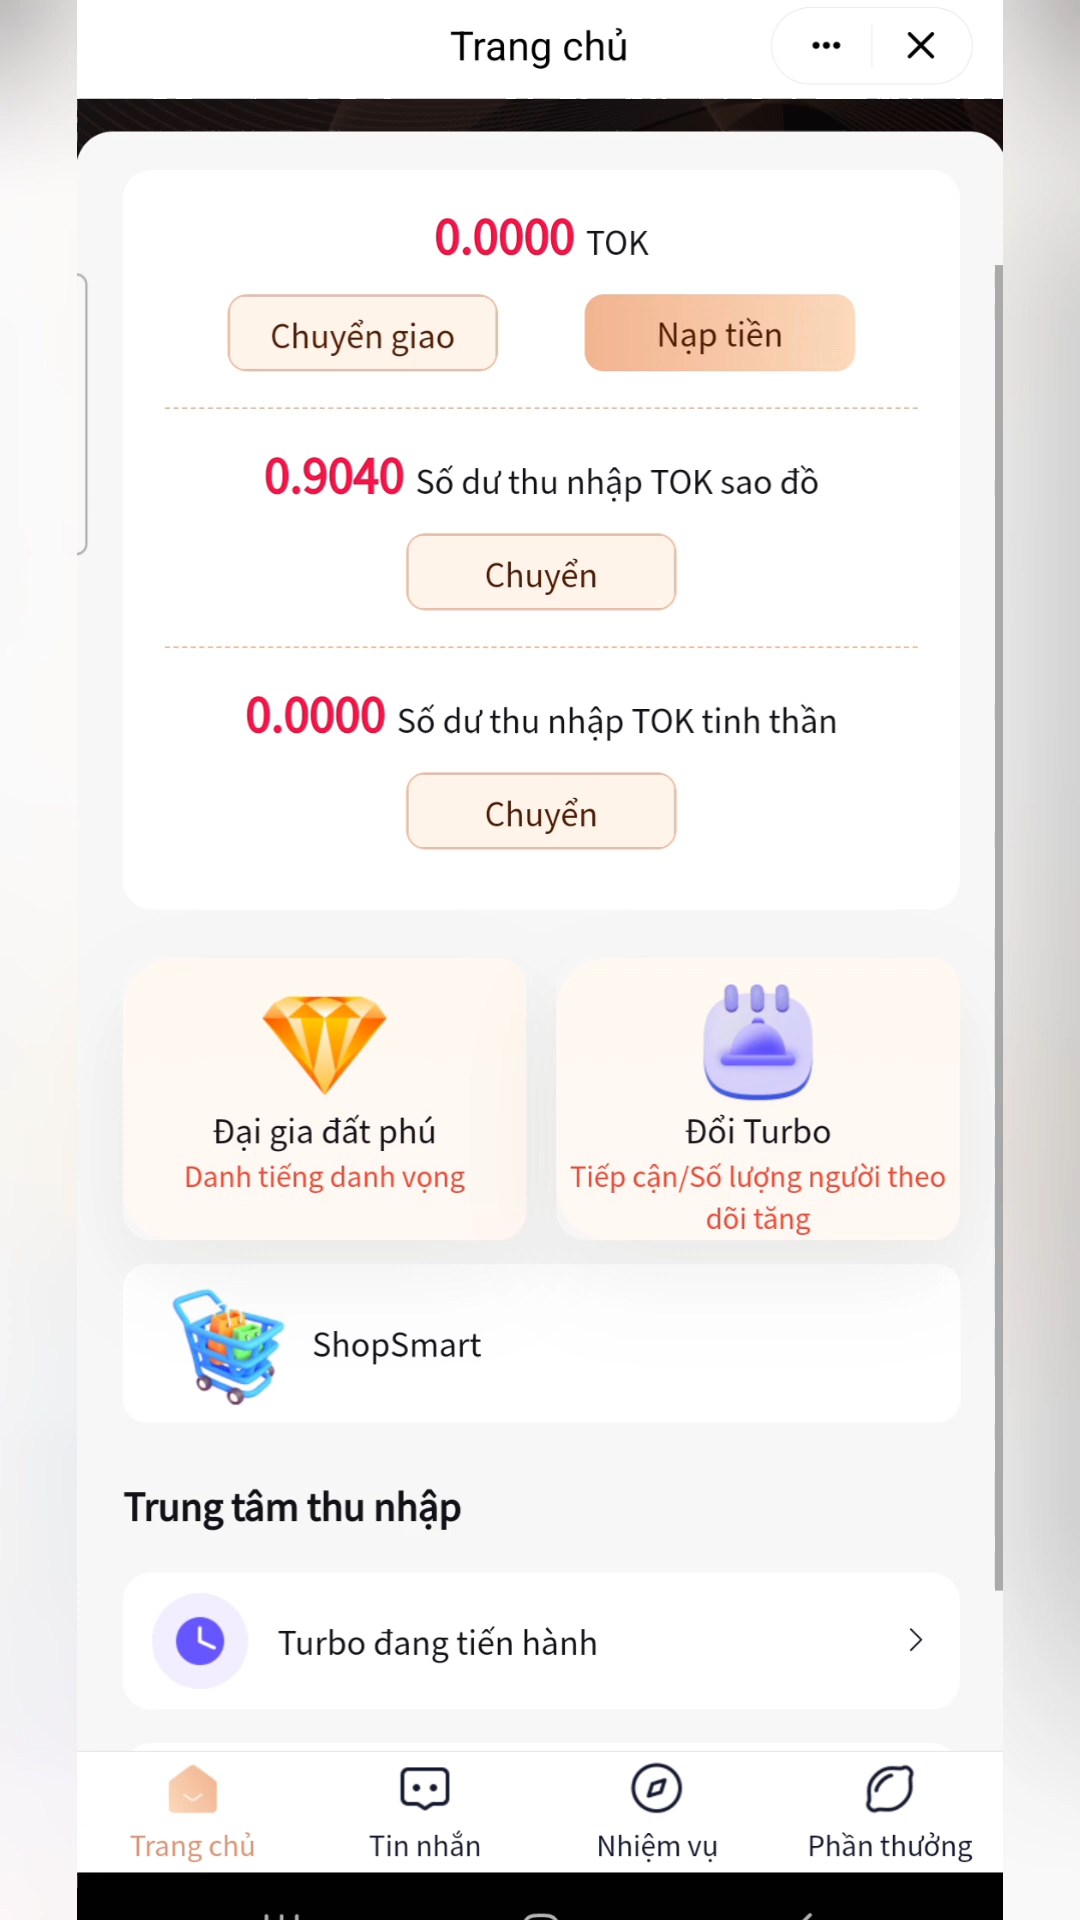 Trang chủ
0.0000 TOK
Chuyển giao
Nạp tiền
0.9040 Số dư thu nhập TOK sao đồ
Chuyển
0.0000 Số dư thu nhập TOK tinh thần
Chuyển
Đại gia đất phú
Danh tiếng danh vọng
Đổi Turbo
Tiếp cận/Số lượng người theo
dõi tăng
ShopSmart
Trung tâm thu nhập
Turbo đang tiến hành
Trang chủ
Tin nhắn
Nhiệm vụ
Phần thưởng